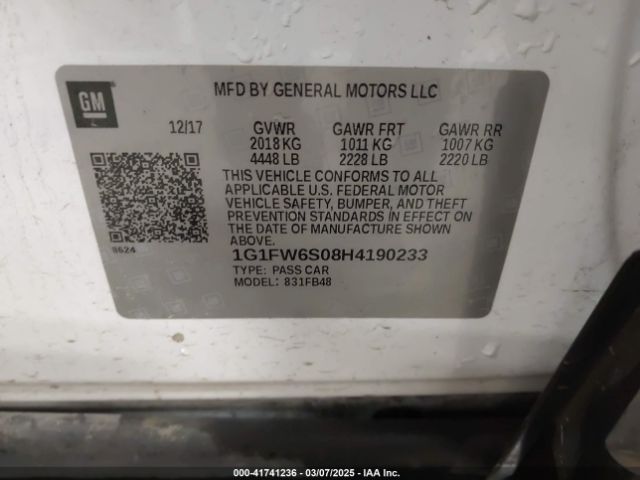 GM
MFD BY GENERAL MOTORS LLC
12/17 GVWR GAWR FRT GAWR RR
2018 KG 1011 KG 1007 KG
4448 LB 2228 LB 2220 LB
THIS VEHICLE CONFORMS TO ALL
APPLICABLE U.S. FEDERAL MOTOR
VEHICLE SAFETY, BUMPER, AND THEFT
PREVENTION STANDARDS IN EFFECT ON
THE DATE OF MANUFACTURE SHOWN
ABOVE.
8624
1G1FW6S08H4190233
TYPE: PASS CAR
MODEL: 831FB48
000-41741236 - 03/07/2025 - IAA Inc.